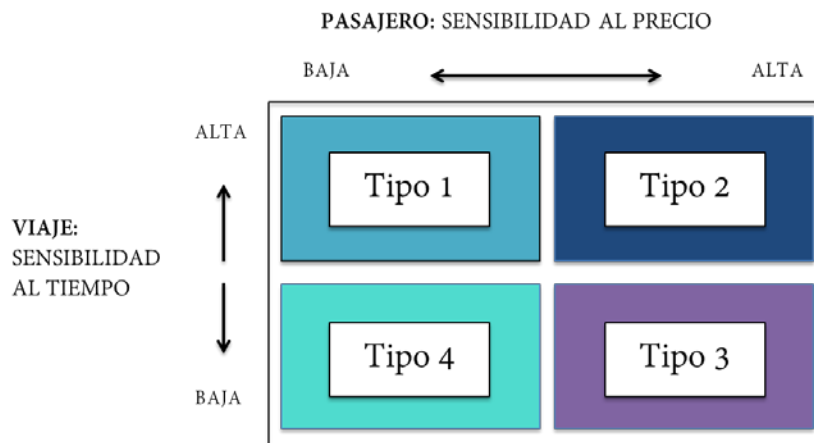 PASAJERO: SENSIBILIDAD AL PRECIO
BAJA
ALTA
ALTA
Tipo 1
Tipo 2
VIAJE:
SENSIBILIDAD
AL TIEMPO
Tipo 4
Tipo 3
BAJA